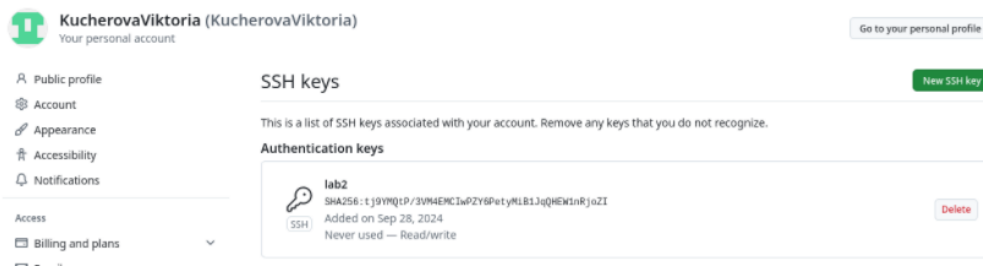 KucherovaViktoria (KucherovaViktoria)
Your personal account
Go to your personal profile
Public profile
Account
Appearance
Accessibility
Notifications
Access
Billing and plans
SSH keys
New SSH key
This is a list of SSH keys associated with your account. Remove any keys that you do not recognize.
Authentication keys
lab2
SHA256:tj9YMQtP/3VM4EMCIwPZY6PetyMiB1JqQHEW1nRjoZI
Added on Sep 28, 2024
Never used — Read/write
SSH
Delete